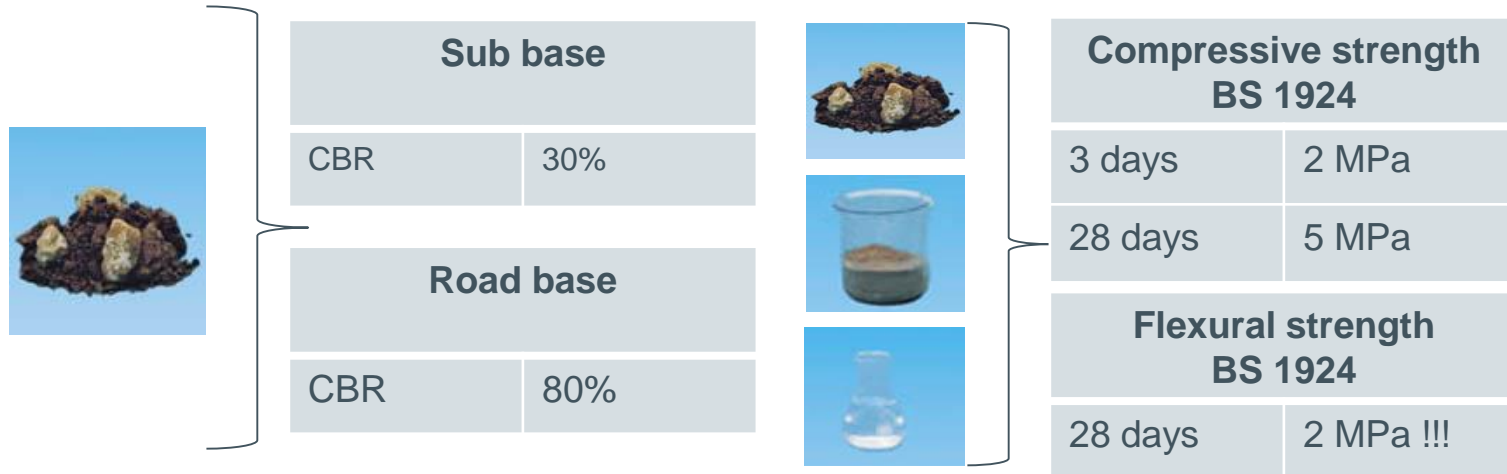 Sub base
CBR 30%
Road base
CBR 80%
Compressive strength
BS 1924
3 days 2 MPa
28 days 5 MPa
Flexural strength
BS 1924
28 days 2 MPa !!!